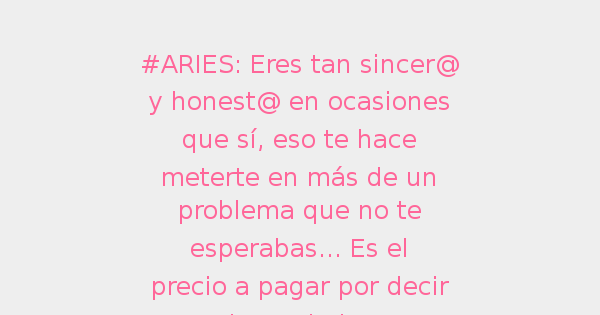 #ARIES: Eres tan sincer@
y honest@ en ocasiones
que sí, eso te hace
meterte en más de un
problema que no te
esperabas... Es el
precio a pagar por decir